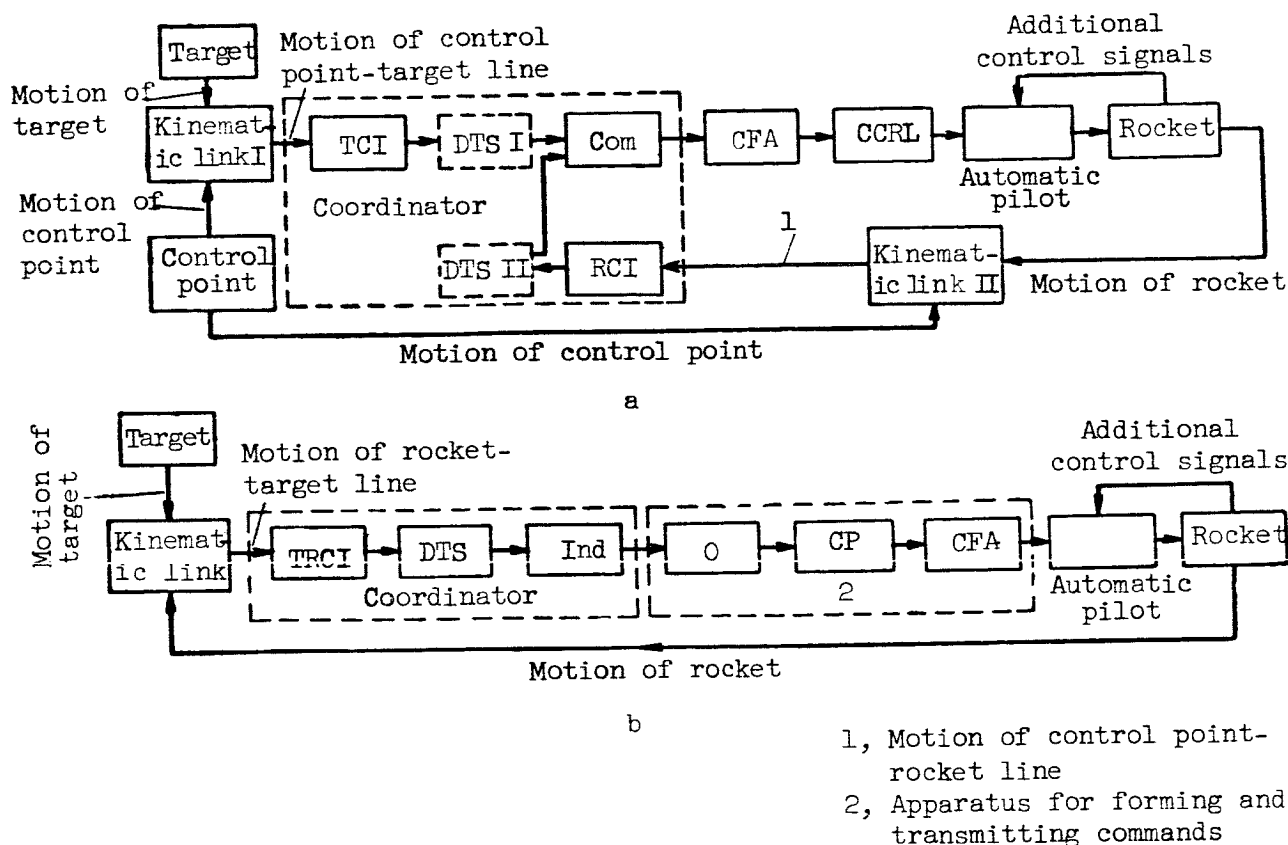 Target
Motion of control
point-target line
Additional
control signals
Motion of
target
Kinemat-
ic link I
TCI
DTS I
Com
CFA
CCRL
Rocket
Automatic
pilot
Coordinator
Motion of
control
point
Control
point
DTS II
RCI
1
Kinemat-
ic link II
Motion of rocket
Motion of control point
a
Target
Motion of
target
Motion of rocket-
target line
Additional
control signals
Kinemat-
ic link
TRCI
DTS
Ind
O
CP
CFA
Rocket
Coordinator
2
Automatic
pilot
Motion of rocket
b
1, Motion of control point-
rocket line
2, Apparatus for forming and
transmitting commands